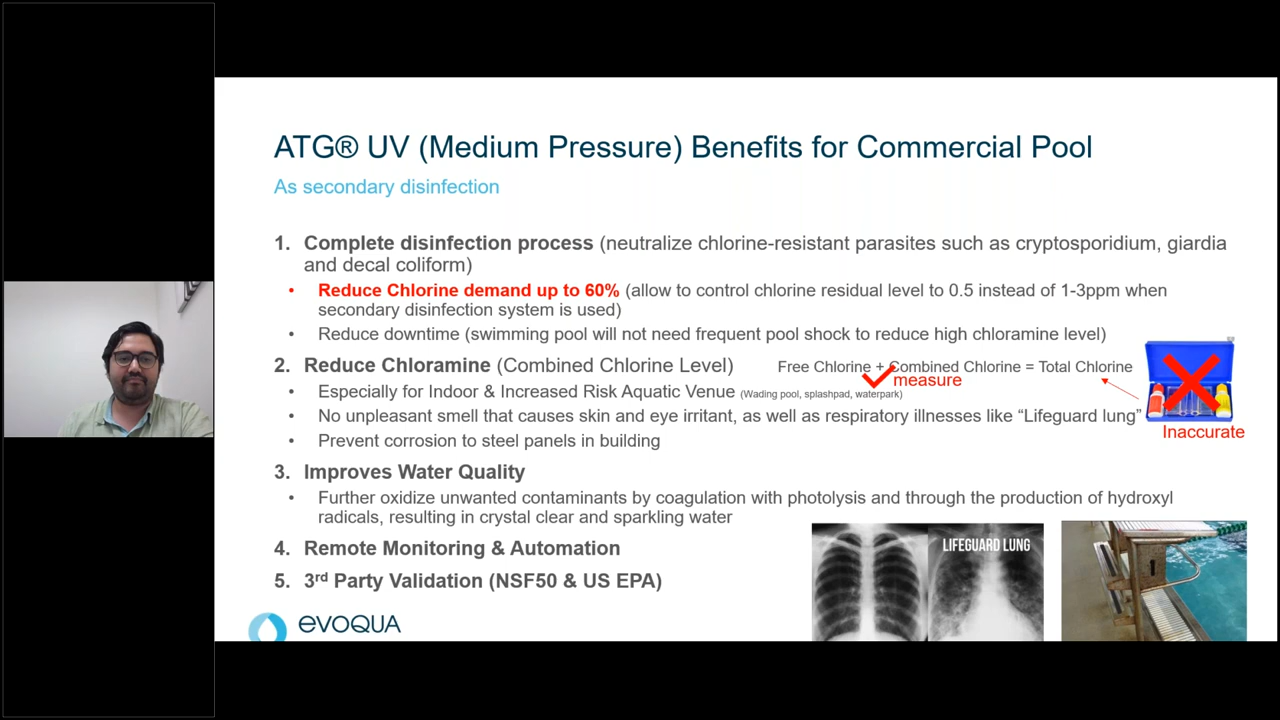 ATG® UV (Medium Pressure) Benefits for Commercial Pool
As secondary disinfection
1. Complete disinfection process (neutralize chlorine-resistant parasites such as cryptosporidium, giardia
and decal coliform)
• Reduce Chlorine demand up to 60% (allow to control chlorine residual level to 0.5 instead of 1-3ppm when
secondary disinfection system is used)
• Reduce downtime (swimming pool will not need frequent pool shock to reduce high chloramine level)
2. Reduce Chloramine (Combined Chlorine Level)
Free Chlorine + Combined Chlorine = Total Chlorine
measure
• Especially for Indoor & Increased Risk Aquatic Venue (Wading pool, splashpad, waterpark)
• No unpleasant smell that causes skin and eye irritant, as well as respiratory illnesses like “Lifeguard lung”
Inaccurate
• Prevent corrosion to steel panels in building
3. Improves Water Quality
• Further oxidize unwanted contaminants by coagulation with photolysis and through the production of hydroxyl
radicals, resulting in crystal clear and sparkling water
4. Remote Monitoring & Automation
LIFEGUARD LUNG
5. 3rd Party Validation (NSF50 & US EPA)
evoQUA
1